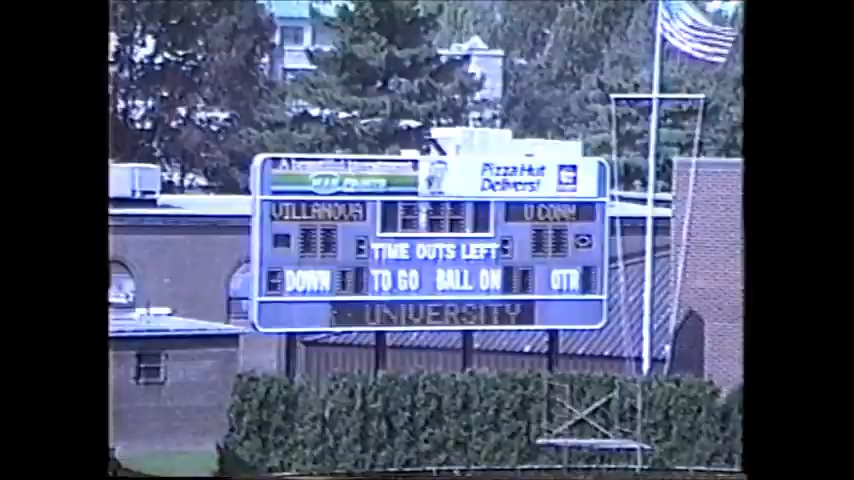 Pizza Hut
Delivers!
VILLANOVA
U CONN
TIME OUTS LEFT
DOWN TO GO BALL ON QTR
UNIVERSITY